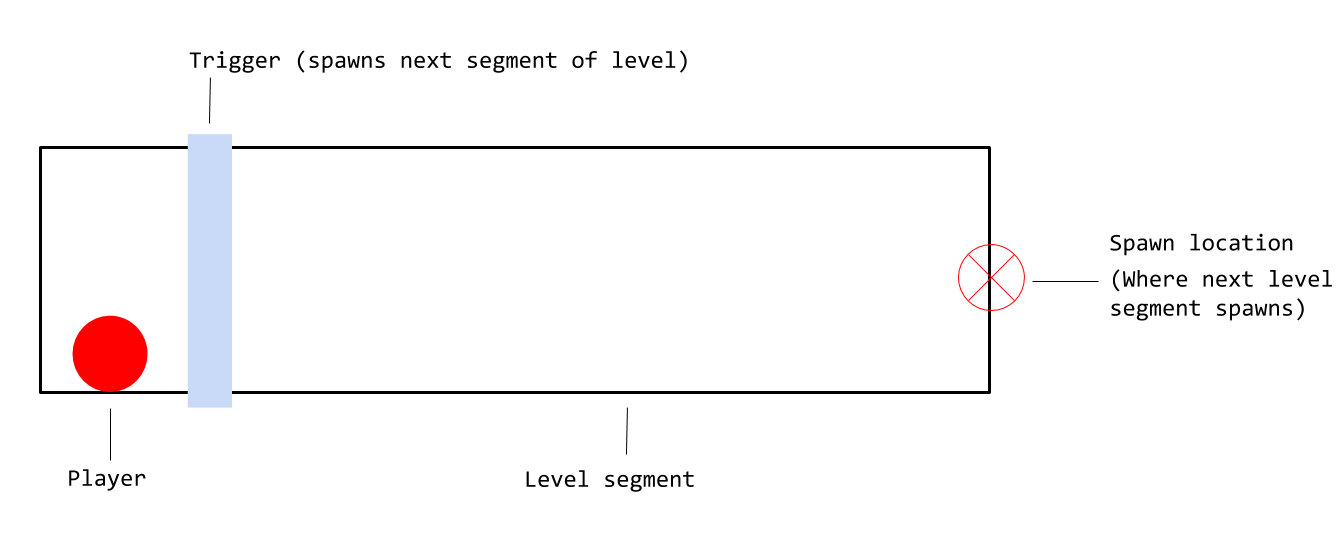 Trigger (spawns next segment of level)
Spawn location
(Where next level
segment spawns)
Player
Level segment